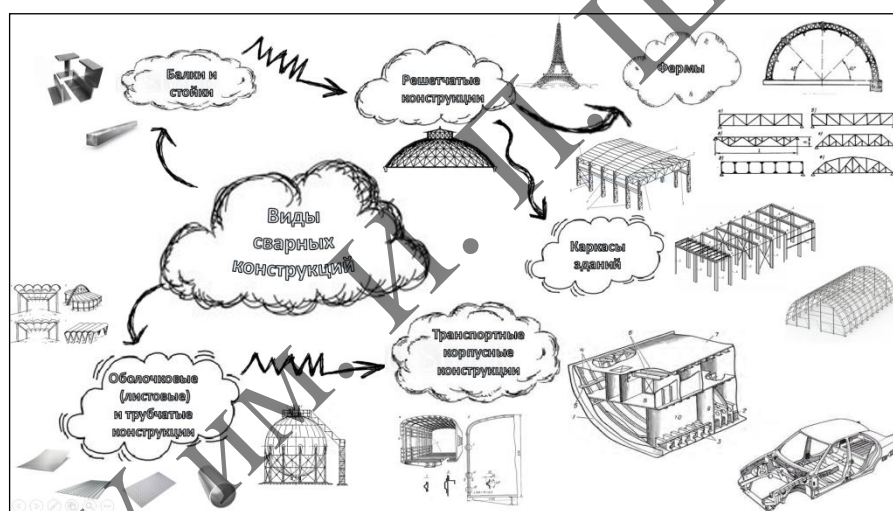 Балки и
стойки
Решетчатые
конструкции
Фермы
Виды
сварных
конструкций
Каркасы
зданий
Оболочковые
(листовые)
и трубчатые
конструкции
Транспортные
корпусные
конструкции